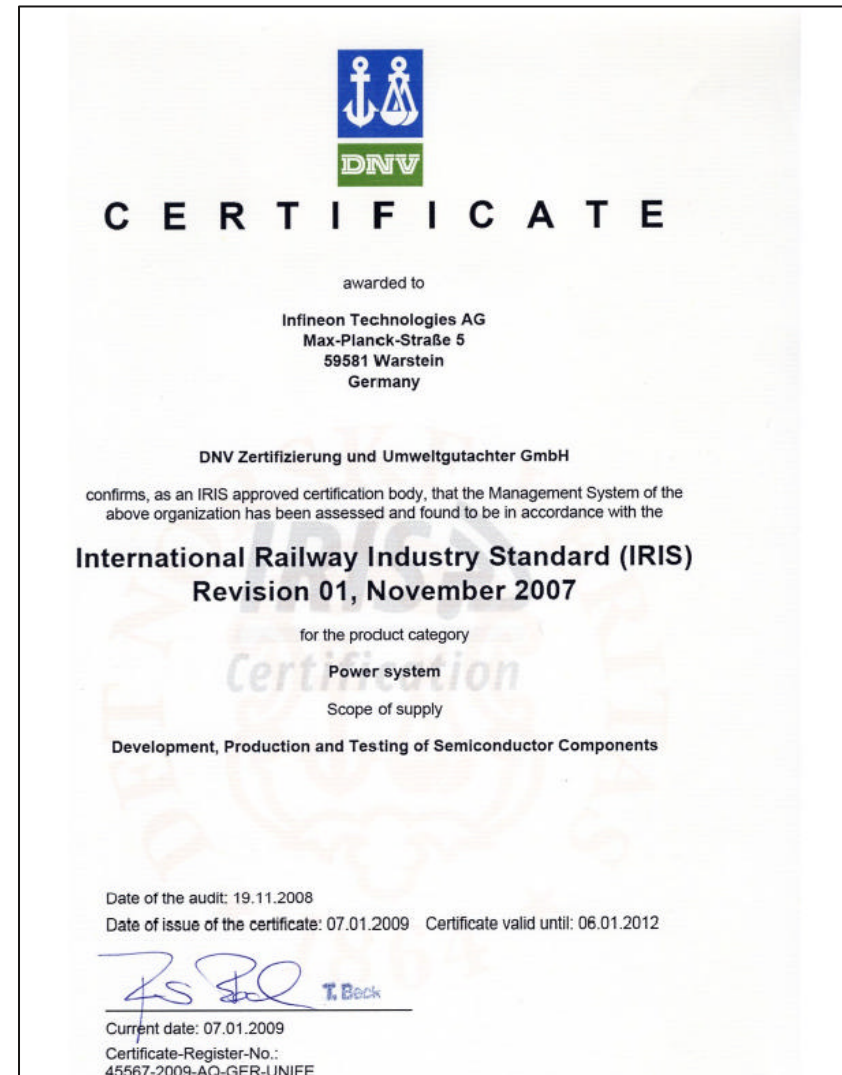 DNV
CERTIFICATE
awarded to
Infineon Technologies AG
Max-Planck-Straße 5
59581 Warstein
Germany
DNV Zertifizierung und Umweltgutachter GmbH
confirms, as an IRIS approved certification body, that the Management System of the
above organization has been assessed and found to be in accordance with the
IRIS
International Railway Industry Standard (IRIS)
Revision 01, November 2007
for the product category
Certification
Power system
Scope of supply
Development, Production and Testing of Semiconductor Components
Date of the audit: 19.11.2008
Date of issue of the certificate: 07.01.2009 Certificate valid until: 06.01.2012
T. Beck
Current date: 07.01.2009
Certificate-Register-No.:
45567-2009-AQ-GER-UNIFE